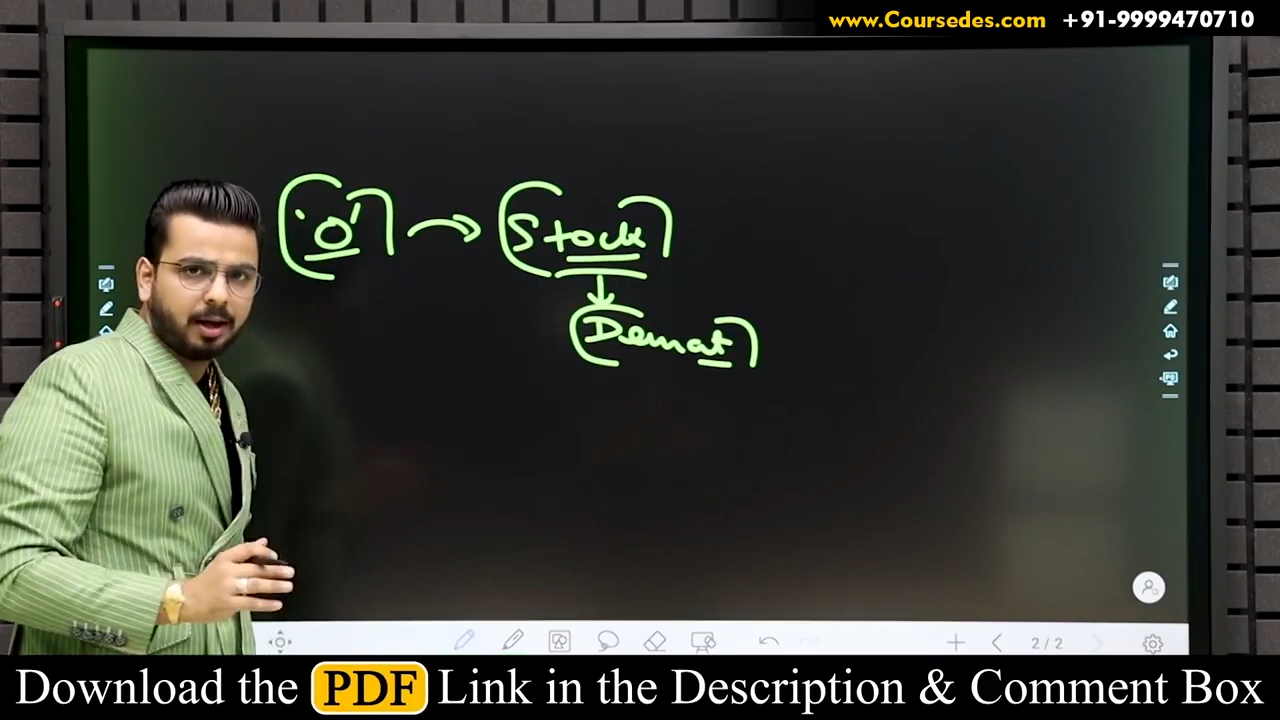 www.Coursedes.com +91-9999470710
'0' Stock
Demat
2/2
Download the PDF Link in the Description & Comment Box